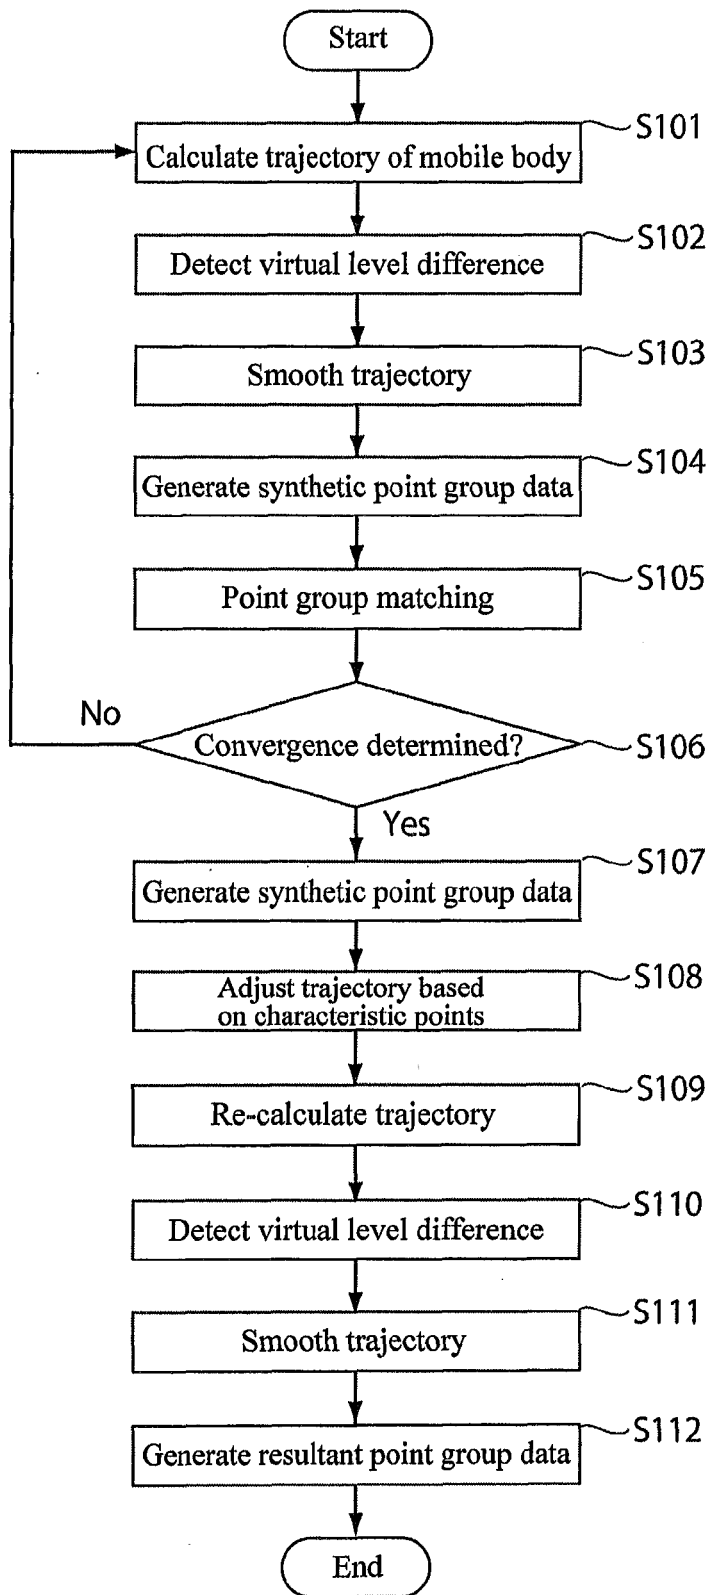 Start
S101
Calculate trajectory of mobile body
S102
Detect virtual level difference
S103
Smooth trajectory
S104
Generate synthetic point group data
S105
Point group matching
No
Convergence determined?
S106
Yes
S107
Generate synthetic point group data
S108
Adjust trajectory based
on characteristic points
S109
Re-calculate trajectory
S110
Detect virtual level difference
S111
Smooth trajectory
S112
Generate resultant point group data
End